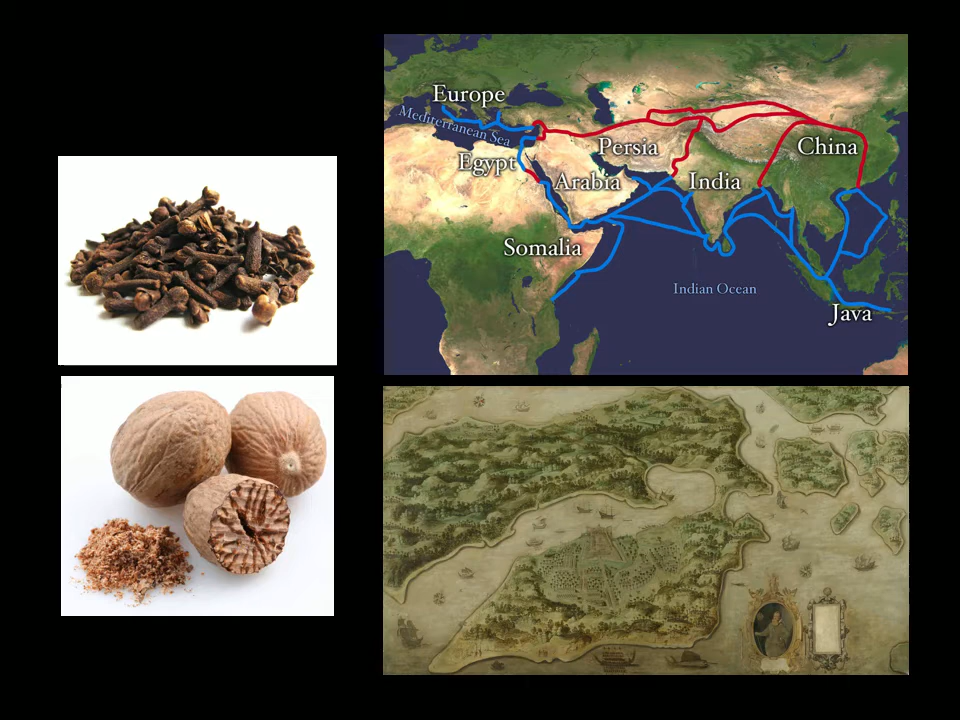 Europe
Mediterranean Sea
Egypt
Arabia
Persia
India
China
Somalia
Indian Ocean
Java